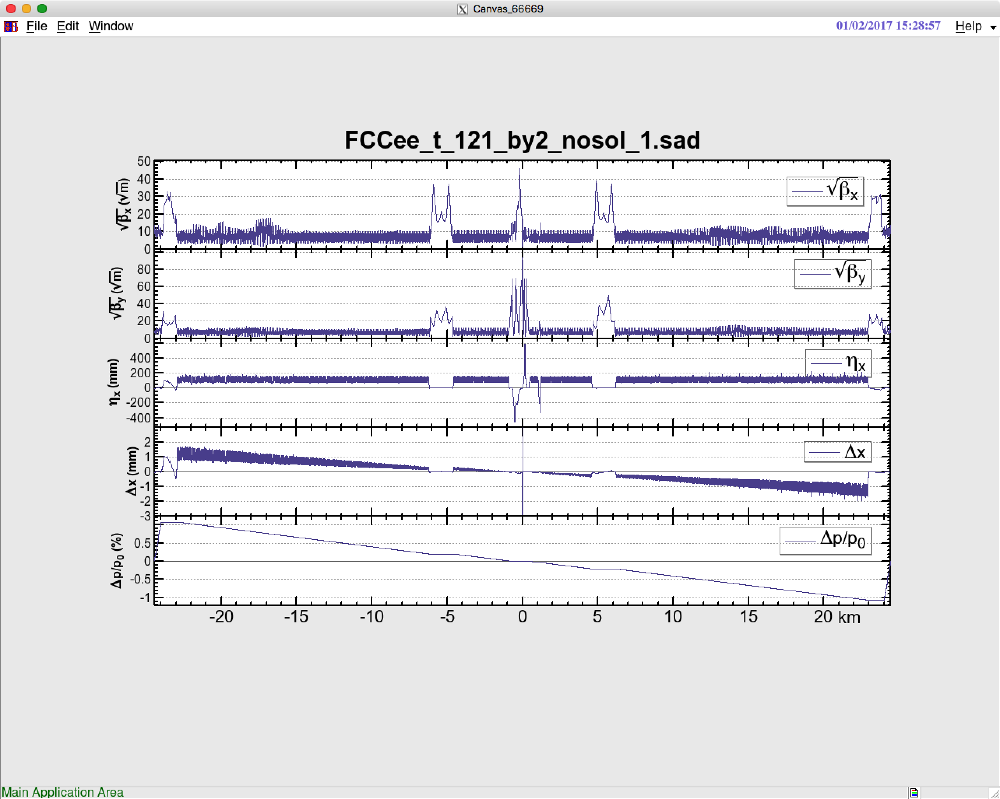 Canvas_66669
File Edit Window 01/02/2017 15:28:57 Help
FCCee_t_121_by2_nosol_1.sad
50
40
30
20
10
0
√βx (√m)
√βx
80
60
40
20
0
√βy (√m)
√βy
400
200
0
-200
-400
ηx (mm)
ηx
2
1
0
-1
-2
-3
Δx (mm)
Δx
0.5
0
-0.5
-1
Δp/p0 (%)
Δp/p0
-20 -15 -10 -5 0 5 10 15 20 km
Main Application Area